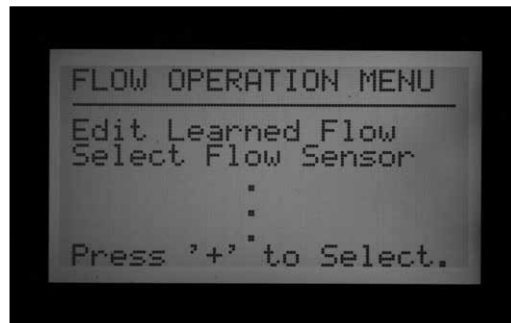 FLOW OPERATION MENU
Edit Learned Flow
Select Flow Sensor
.
.
.
Press '+' to Select.